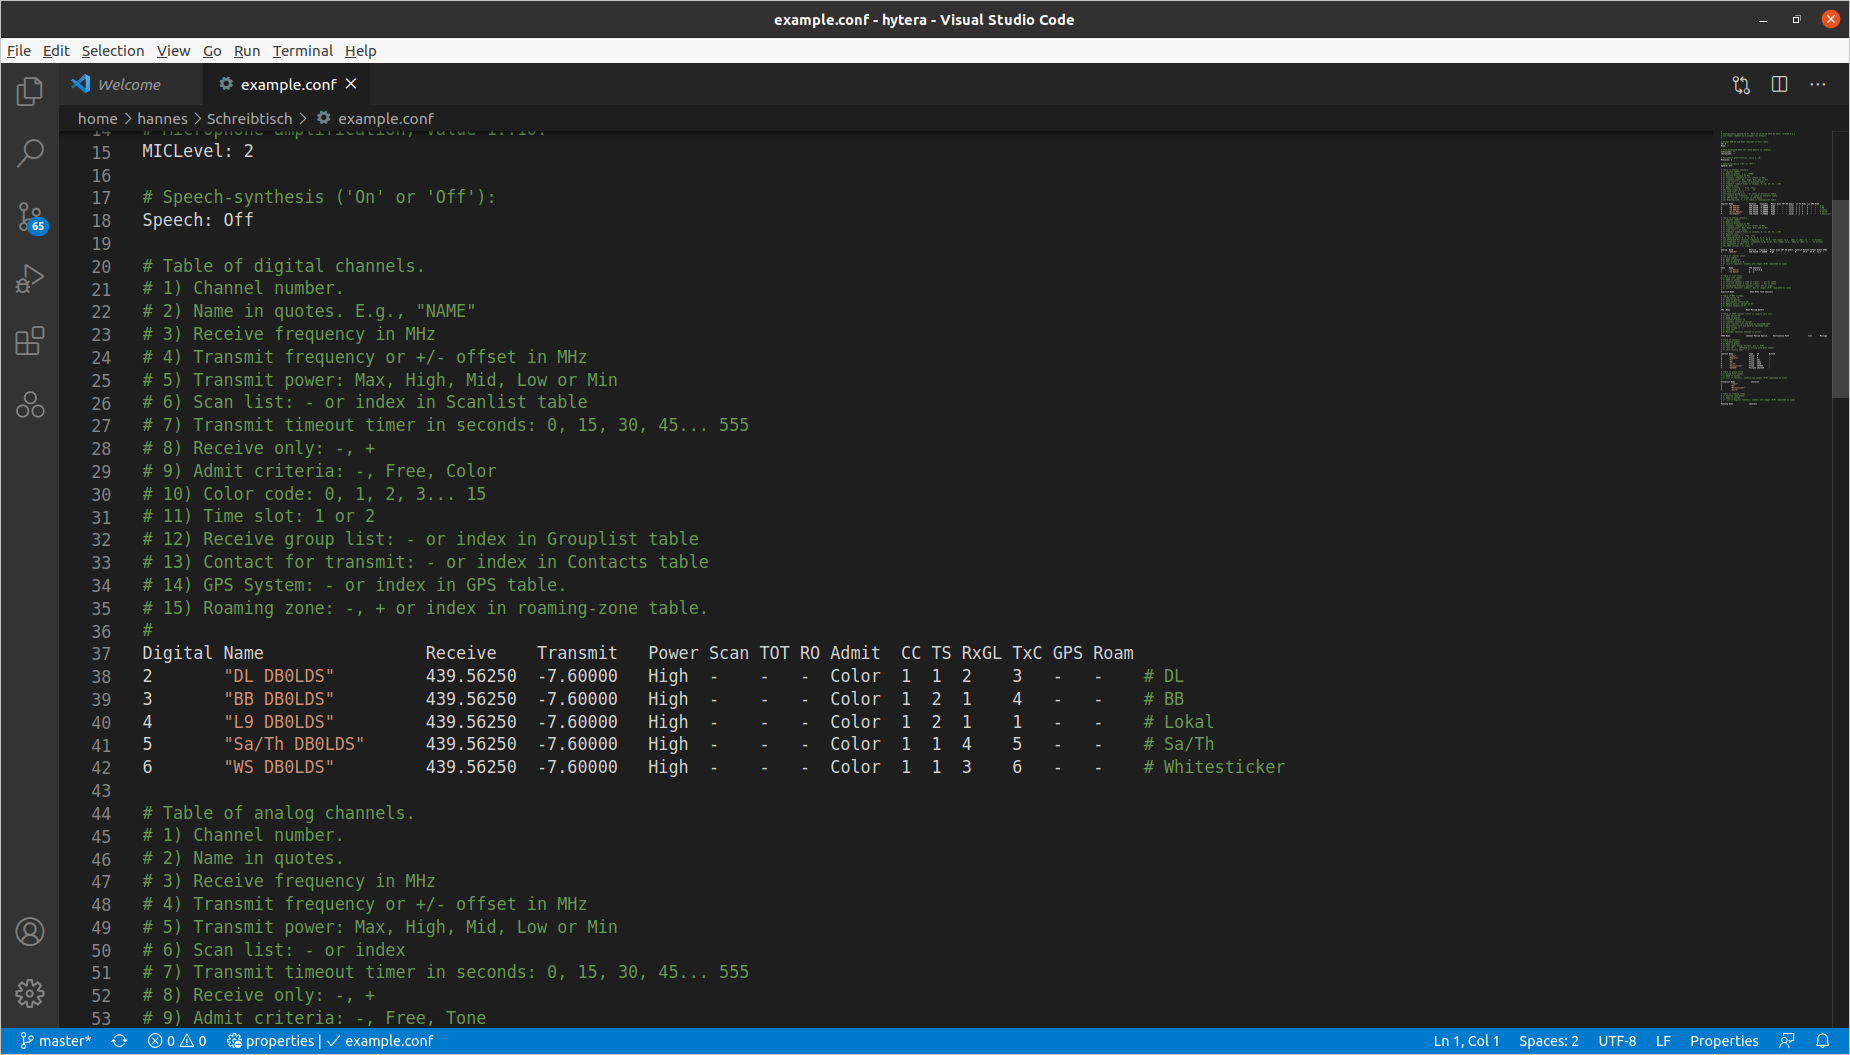 example.conf - hytera - Visual Studio Code
File Edit Selection View Go Run Terminal Help
Welcome example.conf
home > hannes > Schreibtisch > example.conf
14 # Microphone amplification, value 1..10:
15 MICLevel: 2
16
17 # Speech-synthesis ('On' or 'Off'):
18 Speech: Off
19
20 # Table of digital channels.
21 # 1) Channel number.
22 # 2) Name in quotes. E.g., "NAME"
23 # 3) Receive frequency in MHz
24 # 4) Transmit frequency or +/- offset in MHz
25 # 5) Transmit power: Max, High, Mid, Low or Min
26 # 6) Scan list: - or index in Scanlist table
27 # 7) Transmit timeout timer in seconds: 0, 15, 30, 45... 555
28 # 8) Receive only: -, +
29 # 9) Admit criteria: -, Free, Color
30 # 10) Color code: 0, 1, 2, 3... 15
31 # 11) Time slot: 1 or 2
32 # 12) Receive group list: - or index in Grouplist table
33 # 13) Contact for transmit: - or index in Contacts table
34 # 14) GPS System: - or index in GPS table.
35 # 15) Roaming zone: -, + or index in roaming-zone table.
36 #
37 Digital Name Receive Transmit Power Scan TOT RO Admit CC TS RxGL TxC GPS Roam
38 2 "DL DB0LDS" 439.56250 -7.60000 High - - - Color 1 1 2 3 - - # DL
39 3 "BB DB0LDS" 439.56250 -7.60000 High - - - Color 1 2 1 4 - - # BB
40 4 "L9 DB0LDS" 439.56250 -7.60000 High - - - Color 1 2 1 1 - - # Lokal
41 5 "Sa/Th DB0LDS" 439.56250 -7.60000 High - - - Color 1 1 4 5 - - # Sa/Th
42 6 "WS DB0LDS" 439.56250 -7.60000 High - - - Color 1 1 3 6 - - # Whitesticker
43
44 # Table of analog channels.
45 # 1) Channel number.
46 # 2) Name in quotes.
47 # 3) Receive frequency in MHz
48 # 4) Transmit frequency or +/- offset in MHz
49 # 5) Transmit power: Max, High, Mid, Low or Min
50 # 6) Scan list: - or index
51 # 7) Transmit timeout timer in seconds: 0, 15, 30, 45... 555
52 # 8) Receive only: -, +
53 # 9) Admit criteria: -, Free, Tone
65
master* 0 0 properties | ✓ example.conf Ln 1, Col 1 Spaces: 2 UTF-8 LF Properties